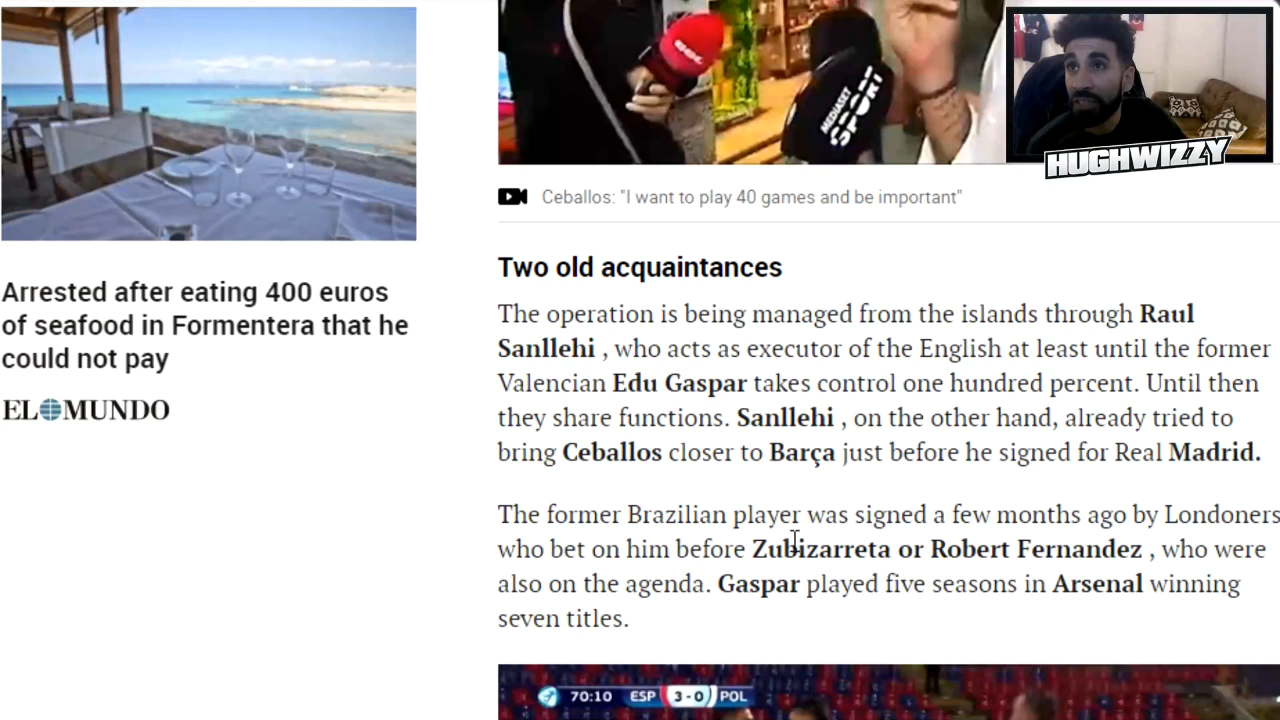 MEDIASET
SPORT
HUGHWIZZY
Ceballos: "I want to play 40 games and be important"
Two old acquaintances
Arrested after eating 400 euros
of seafood in Formentera that he
could not pay
EL MUNDO
The operation is being managed from the islands through Raul
Sanllehi , who acts as executor of the English at least until the former
Valencian Edu Gaspar takes control one hundred percent. Until then
they share functions. Sanllehi , on the other hand, already tried to
bring Ceballos closer to Barça just before he signed for Real Madrid.
The former Brazilian player was signed a few months ago by Londoners
who bet on him before Zubizarreta or Robert Fernandez , who were
also on the agenda. Gaspar played five seasons in Arsenal winning
seven titles.
70:10 ESP 3-0 POL